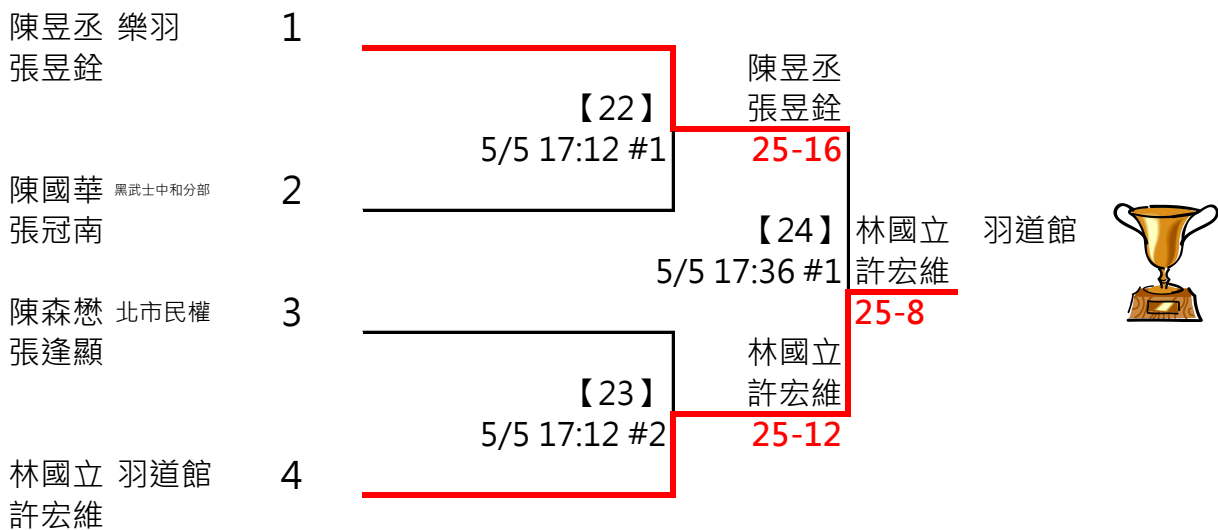 陳昱丞 樂羽 1
張昱銓
陳昱丞
張昱銓
【22】
5/5 17:12 #1
25-16
陳國華 黑武士中和分部 2
張冠南
【24】
5/5 17:36 #1
林國立 羽道館
許宏維
25-8
陳森懋 北市民權 3
張逢顯
林國立
許宏維
【23】
5/5 17:12 #2
25-12
林國立 羽道館 4
許宏維